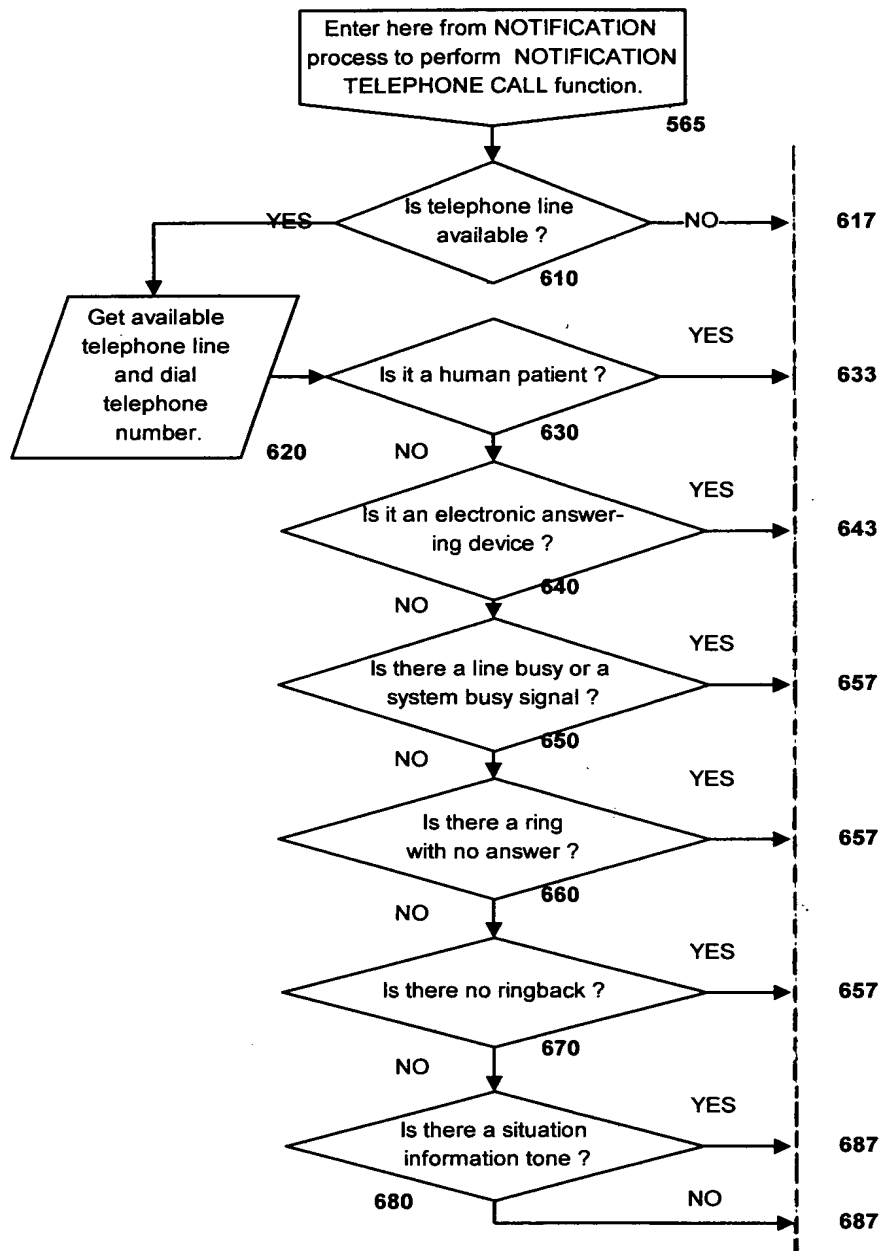 Enter here from NOTIFICATION
process to perform NOTIFICATION
TELEPHONE CALL function.
565
Is telephone line
available ?
YES
NO
617
610
Get available
telephone line
and dial
telephone
number.
620
Is it a human patient ?
YES
633
630
NO
Is it an electronic answer-
ing device ?
YES
643
640
NO
Is there a line busy or a
system busy signal ?
YES
657
650
NO
Is there a ring
with no answer ?
YES
657
660
NO
Is there no ringback ?
YES
657
670
NO
Is there a situation
information tone ?
YES
687
680
NO
687